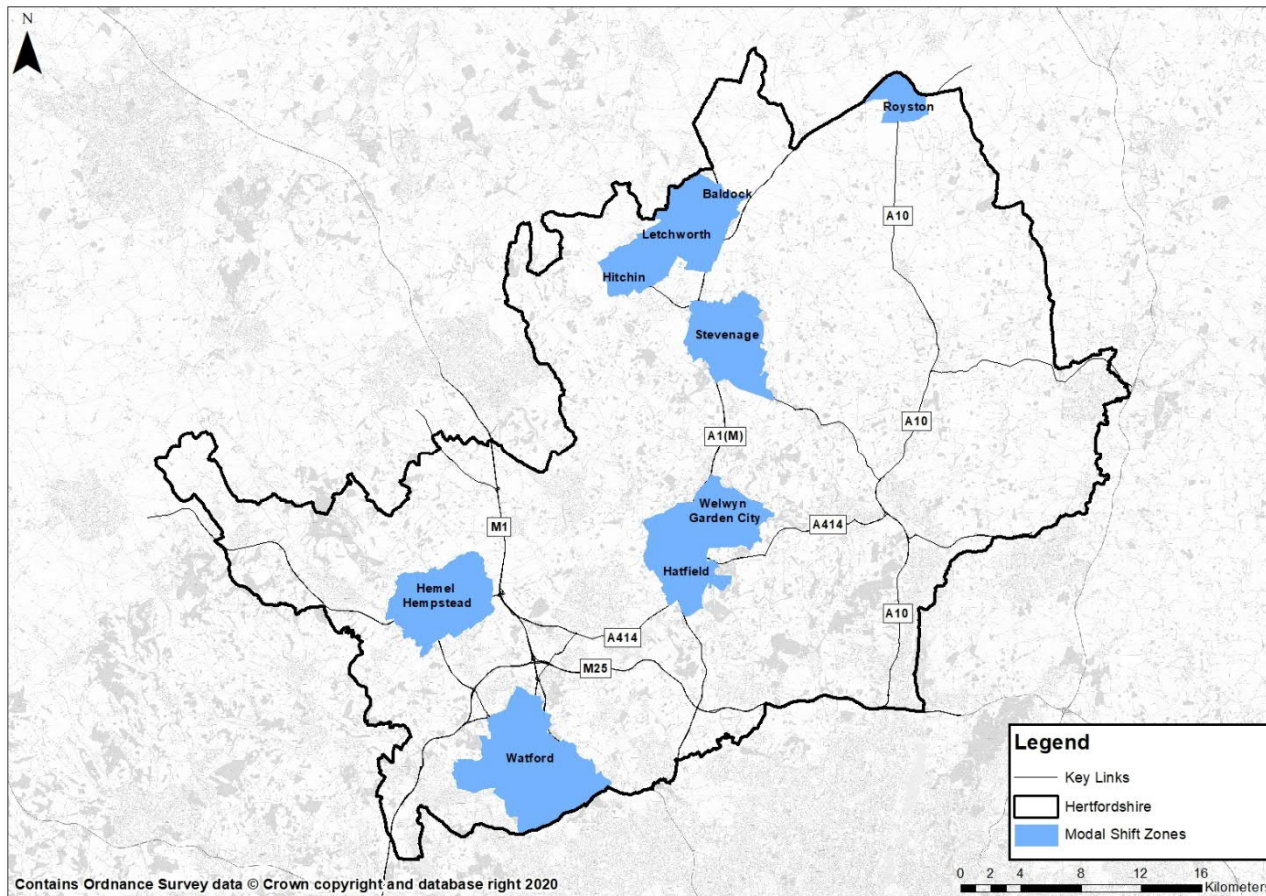 N
Royston
Baldock
A10
Letchworth
Hitchin
Stevenage
A10
A1(M)
Welwyn
Garden City
M1
A414
Hatfield
Hemel
Hempstead
A10
A414
M25
Watford
Legend
Key Links
Hertfordshire
Modal Shift Zones
Contains Ordnance Survey data © Crown copyright and database right 2020
0 2 4 8 12 16
Kilometers